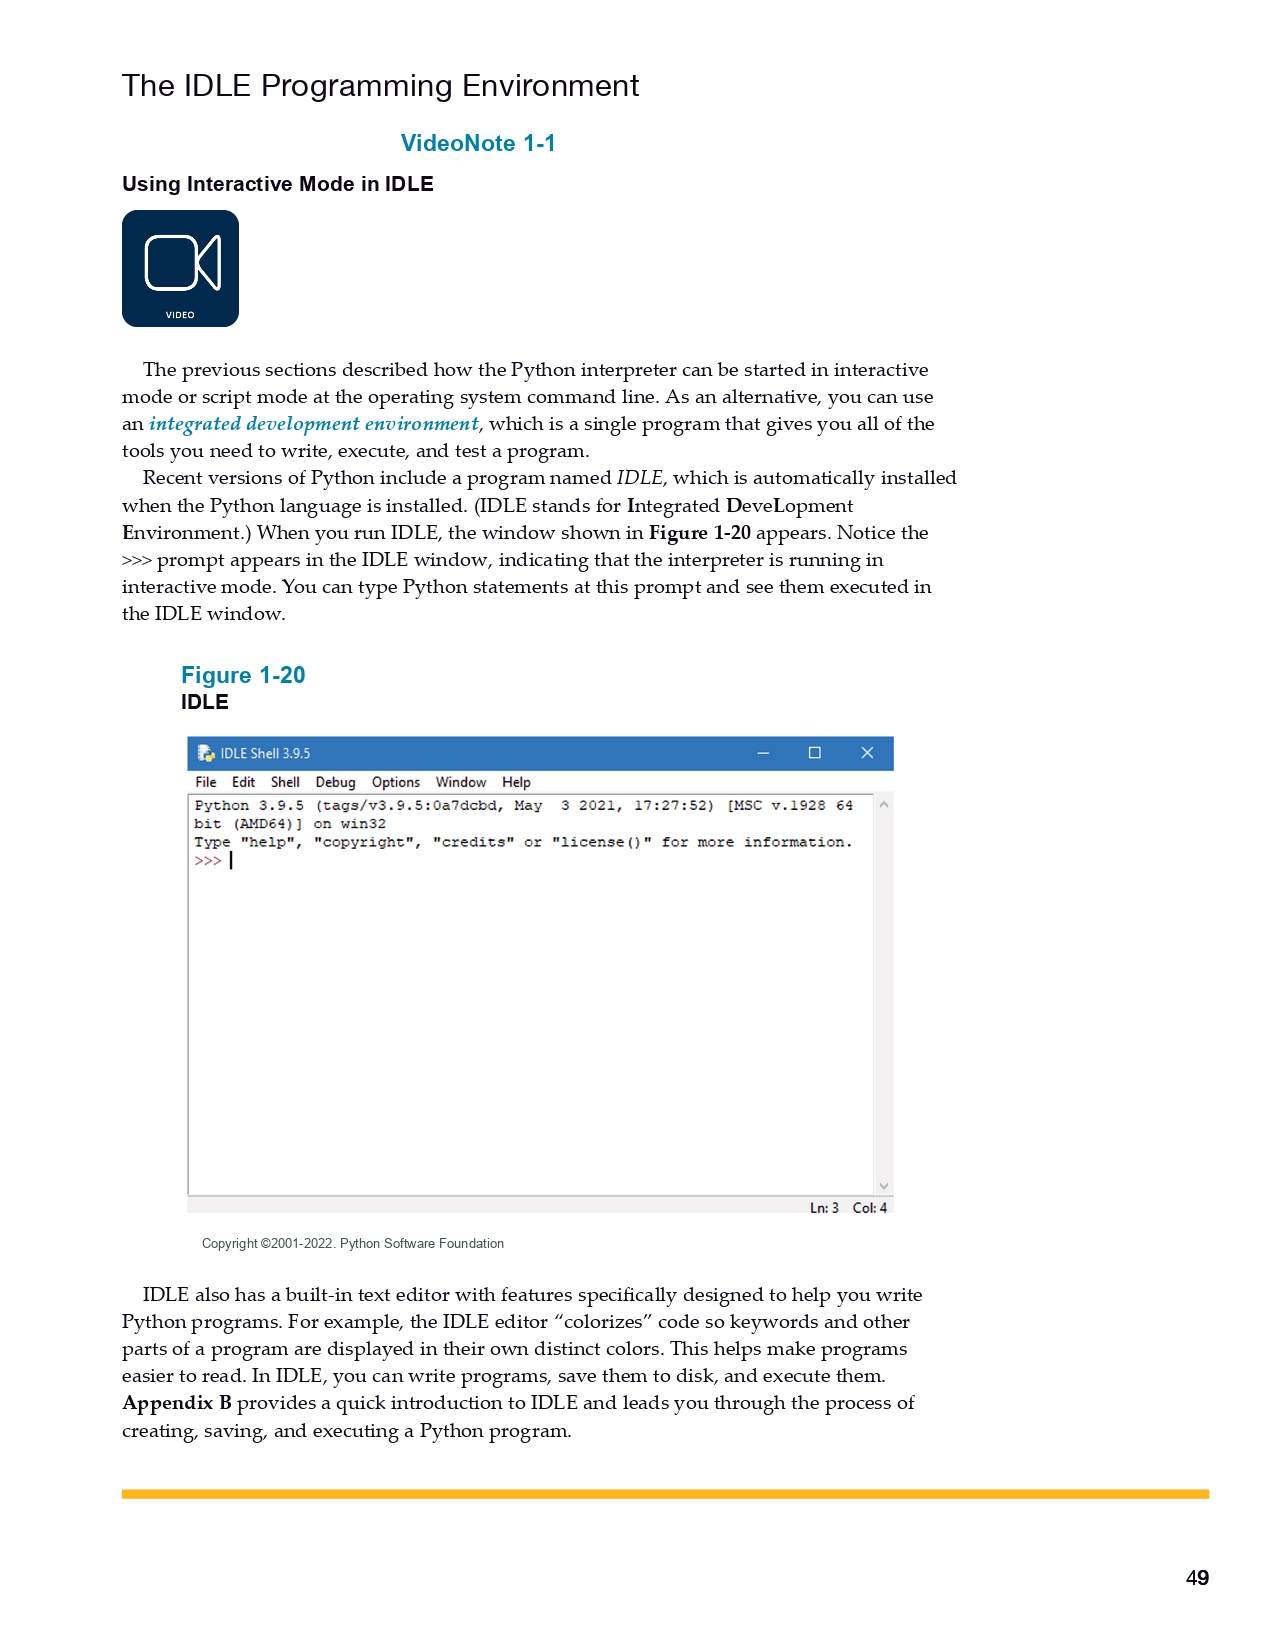 The IDLE Programming Environment
VideoNote 1-1
Using Interactive Mode in IDLE
VIDEO
The previous sections described how the Python interpreter can be started in interactive
mode or script mode at the operating system command line. As an alternative, you can use
an integrated development environment, which is a single program that gives you all of the
tools you need to write, execute, and test a program.
Recent versions of Python include a program named IDLE, which is automatically installed
when the Python language is installed. (IDLE stands for Integrated DeveLopment
Environment.) When you run IDLE, the window shown in Figure 1-20 appears. Notice the
>>> prompt appears in the IDLE window, indicating that the interpreter is running in
interactive mode. You can type Python statements at this prompt and see them executed in
the IDLE window.
Figure 1-20
IDLE
IDLE Shell 3.9.5
File Edit Shell Debug Options Window Help
Python 3.9.5 (tags/v3.9.5:0a7dcbd, May  3 2021, 17:27:52) [MSC v.1928 64
bit (AMD64)] on win32
Type "help", "copyright", "credits" or "license()" for more information.
>>>
Ln: 3 Col: 4
Copyright ©2001-2022. Python Software Foundation
IDLE also has a built-in text editor with features specifically designed to help you write
Python programs. For example, the IDLE editor “colorizes” code so keywords and other
parts of a program are displayed in their own distinct colors. This helps make programs
easier to read. In IDLE, you can write programs, save them to disk, and execute them.
Appendix B provides a quick introduction to IDLE and leads you through the process of
creating, saving, and executing a Python program.
49